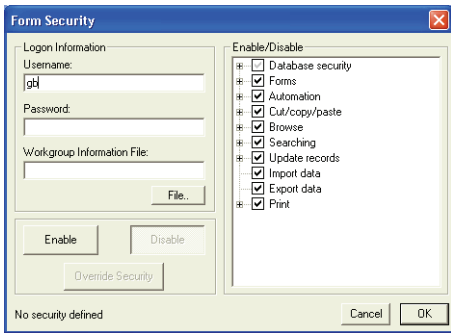 Form Security
Logon Information
Username:
gb
Password:
Workgroup Information File:
File..
Enable
Disable
Override Security
No security defined
Enable/Disable
Database security
Forms
Automation
Cut/copy/paste
Browse
Searching
Update records
Import data
Export data
Print
Cancel
OK